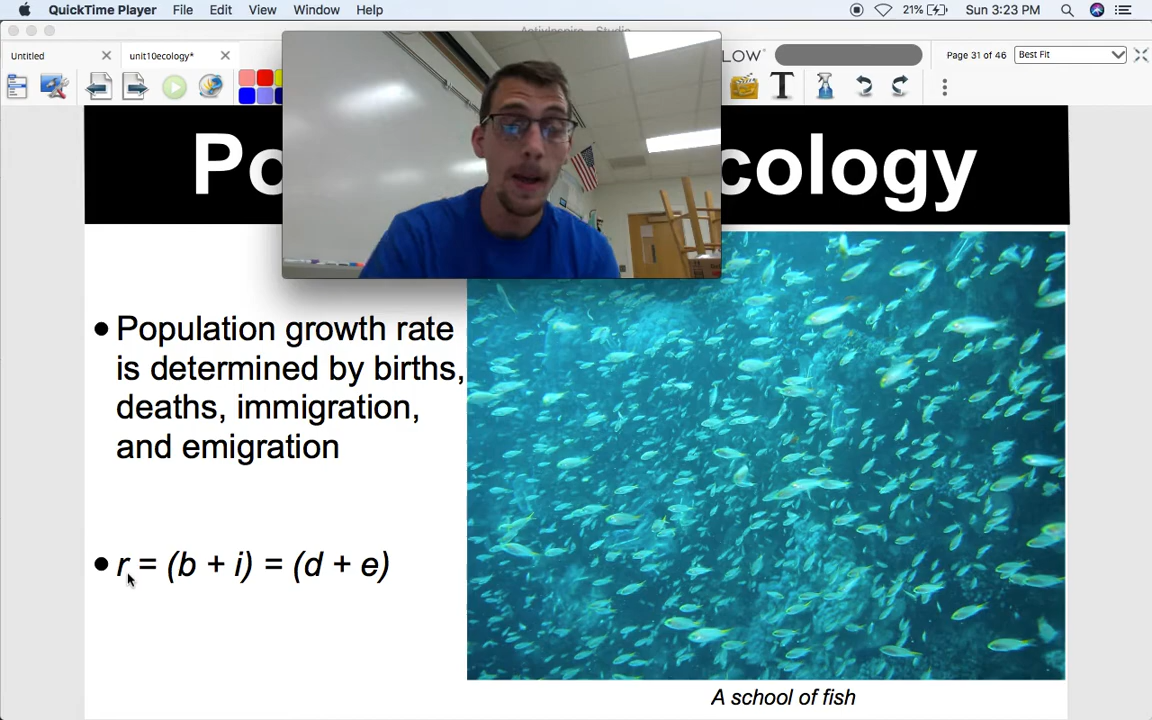 QuickTime Player File Edit View Window Help 21% Sun 3:23 PM
Untitled unit10ecology* LOW Page 31 of 46 Best Fit
Po cology
• Population growth rate
is determined by births,
deaths, immigration,
and emigration
• r = (b + i) = (d + e)
A school of fish